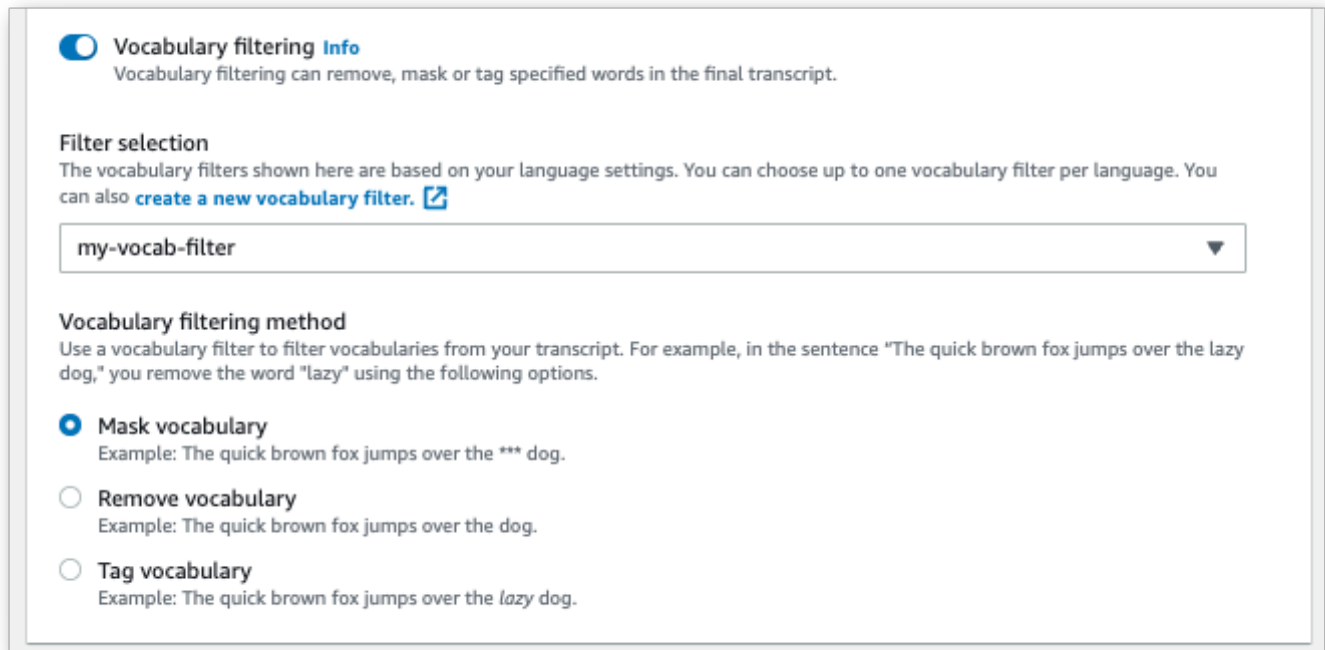 Vocabulary filtering Info
Vocabulary filtering can remove, mask or tag specified words in the final transcript.
Filter selection
The vocabulary filters shown here are based on your language settings. You can choose up to one vocabulary filter per language. You
can also create a new vocabulary filter.
my-vocab-filter
Vocabulary filtering method
Use a vocabulary filter to filter vocabularies from your transcript. For example, in the sentence "The quick brown fox jumps over the lazy
dog," you remove the word "lazy" using the following options.
Mask vocabulary
Example: The quick brown fox jumps over the *** dog.
Remove vocabulary
Example: The quick brown fox jumps over the dog.
Tag vocabulary
Example: The quick brown fox jumps over the lazy dog.